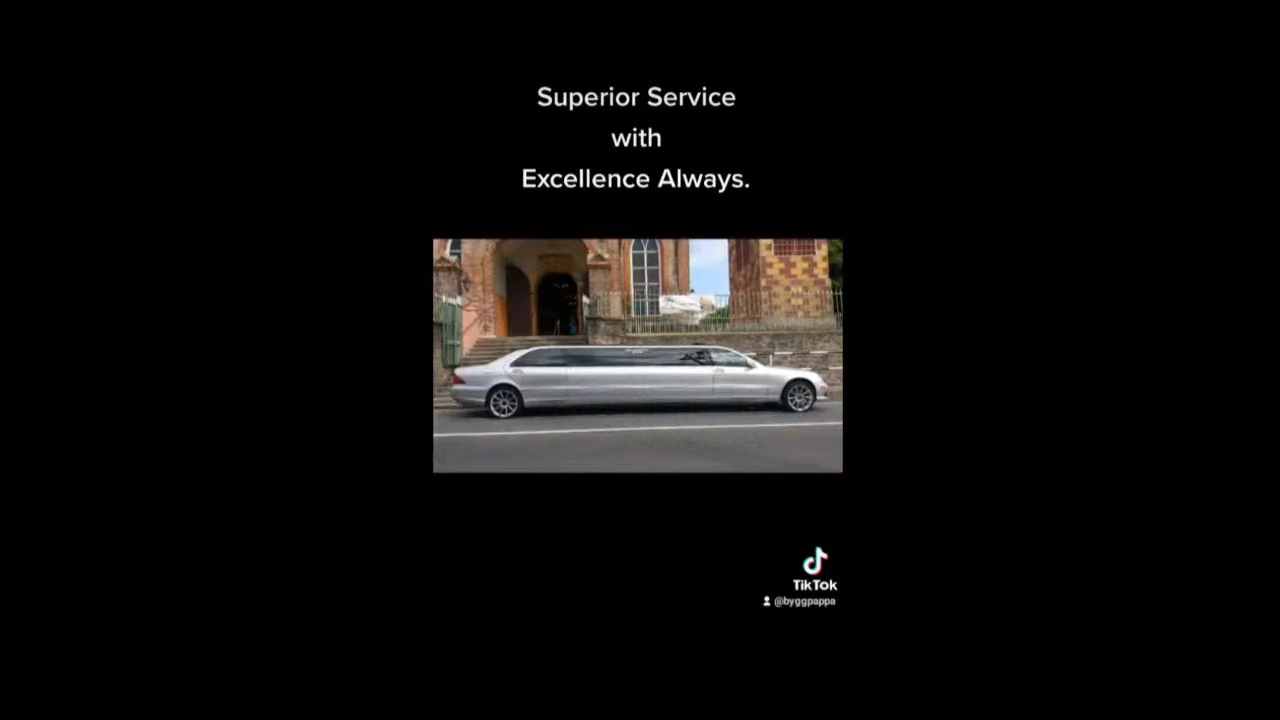 Superior Service
with
Excellence Always.
TikTok
@byggpappa